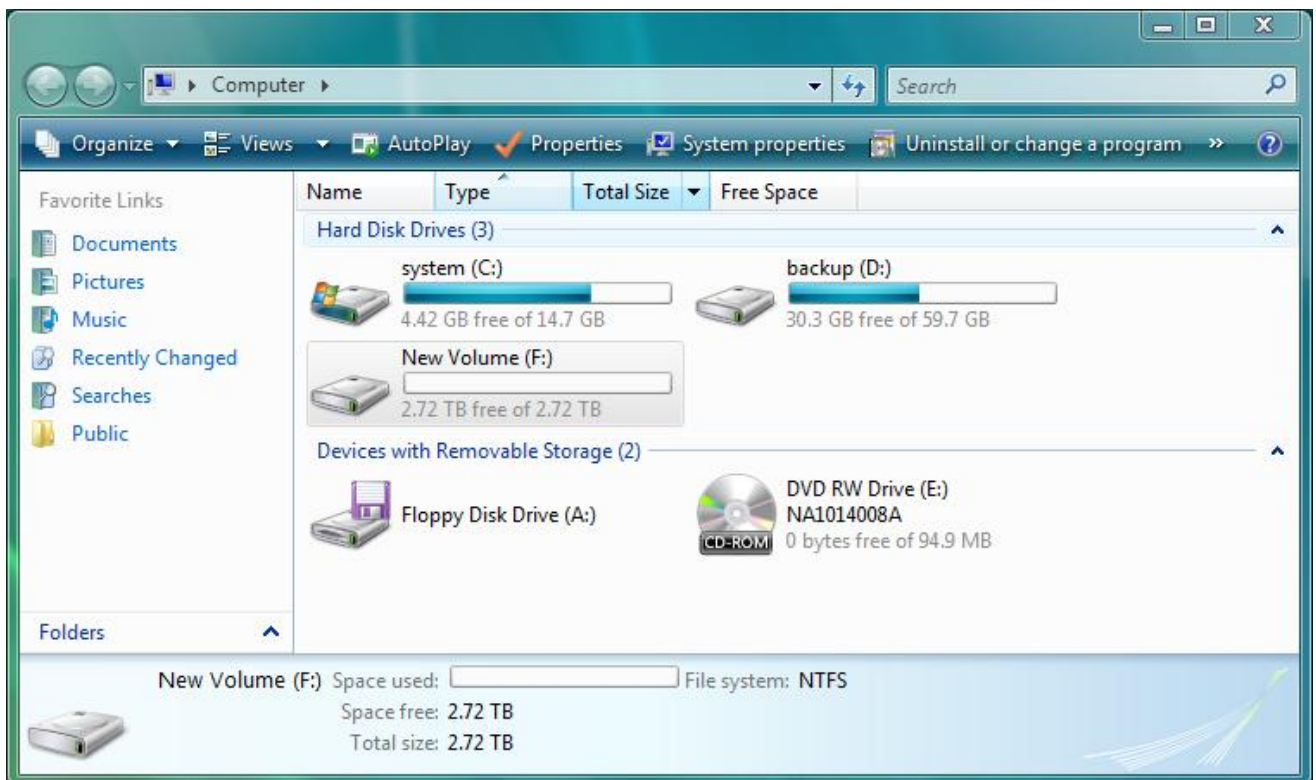 Computer
Search
Organize Views AutoPlay Properties System properties Uninstall or change a program »
Favorite Links
Documents
Pictures
Music
Recently Changed
Searches
Public
Folders
Name Type Total Size Free Space
Hard Disk Drives (3)
system (C:)
4.42 GB free of 14.7 GB
backup (D:)
30.3 GB free of 59.7 GB
New Volume (F:)
2.72 TB free of 2.72 TB
Devices with Removable Storage (2)
Floppy Disk Drive (A:)
DVD RW Drive (E:)
NA1014008A
CD-ROM
0 bytes free of 94.9 MB
New Volume (F:) Space used: File system: NTFS
Space free: 2.72 TB
Total size: 2.72 TB